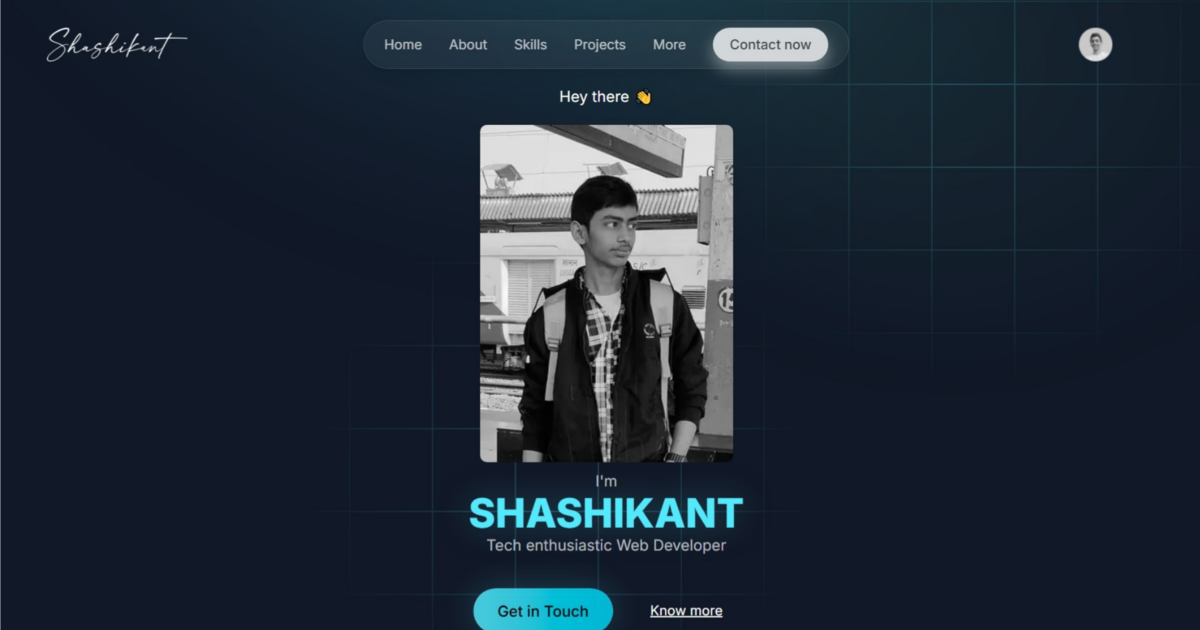 Shashikant
Home About Skills Projects More Contact now
Hey there 👋
I'm
SHASHIKANT
Tech enthusiastic Web Developer
Get in Touch Know more